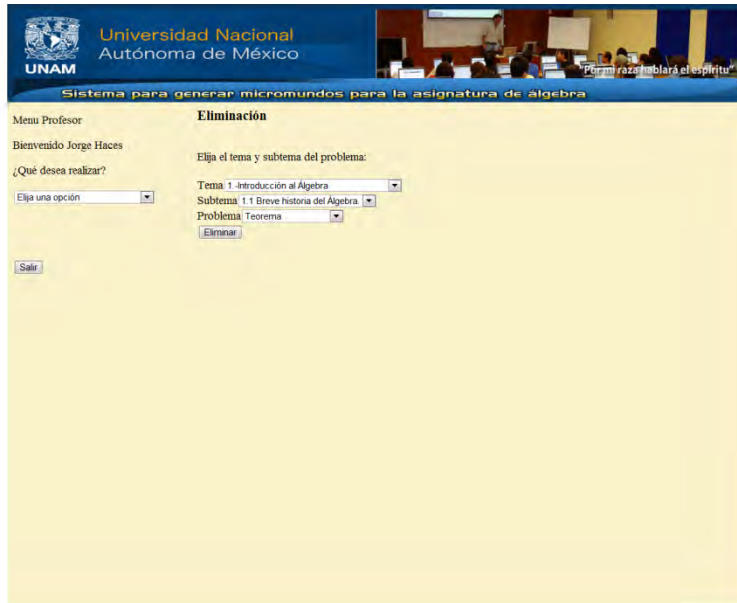 UNAM
Universidad Nacional
Autónoma de México
"Por mi raza hablará el espíritu"
Sistema para generar micromundos para la asignatura de álgebra
Menu Profesor
Bienvenido Jorge Haces
¿Qué desea realizar?
Elija una opción
Salir
Eliminación
Elija el tema y subtema del problema:
Tema 1.-Introducción al Álgebra
Subtema 1.1 Breve historia del Álgebra.
Problema Teorema
Eliminar